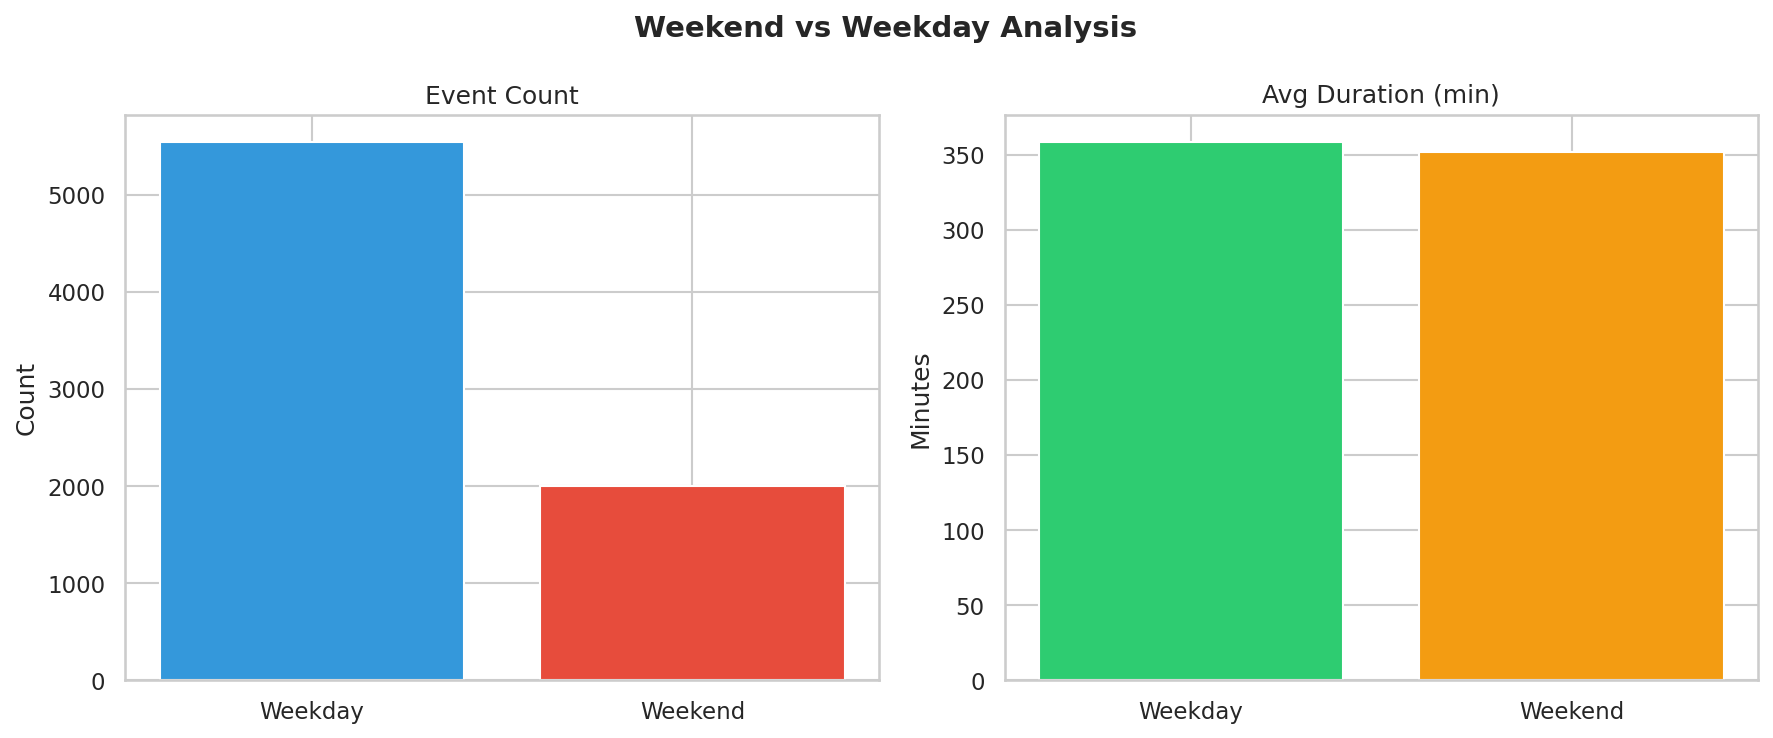 Weekend vs Weekday Analysis
Event Count
Count
5000
4000
3000
2000
1000
0
Weekday
Weekend
Avg Duration (min)
Minutes
350
300
250
200
150
100
50
0
Weekday
Weekend